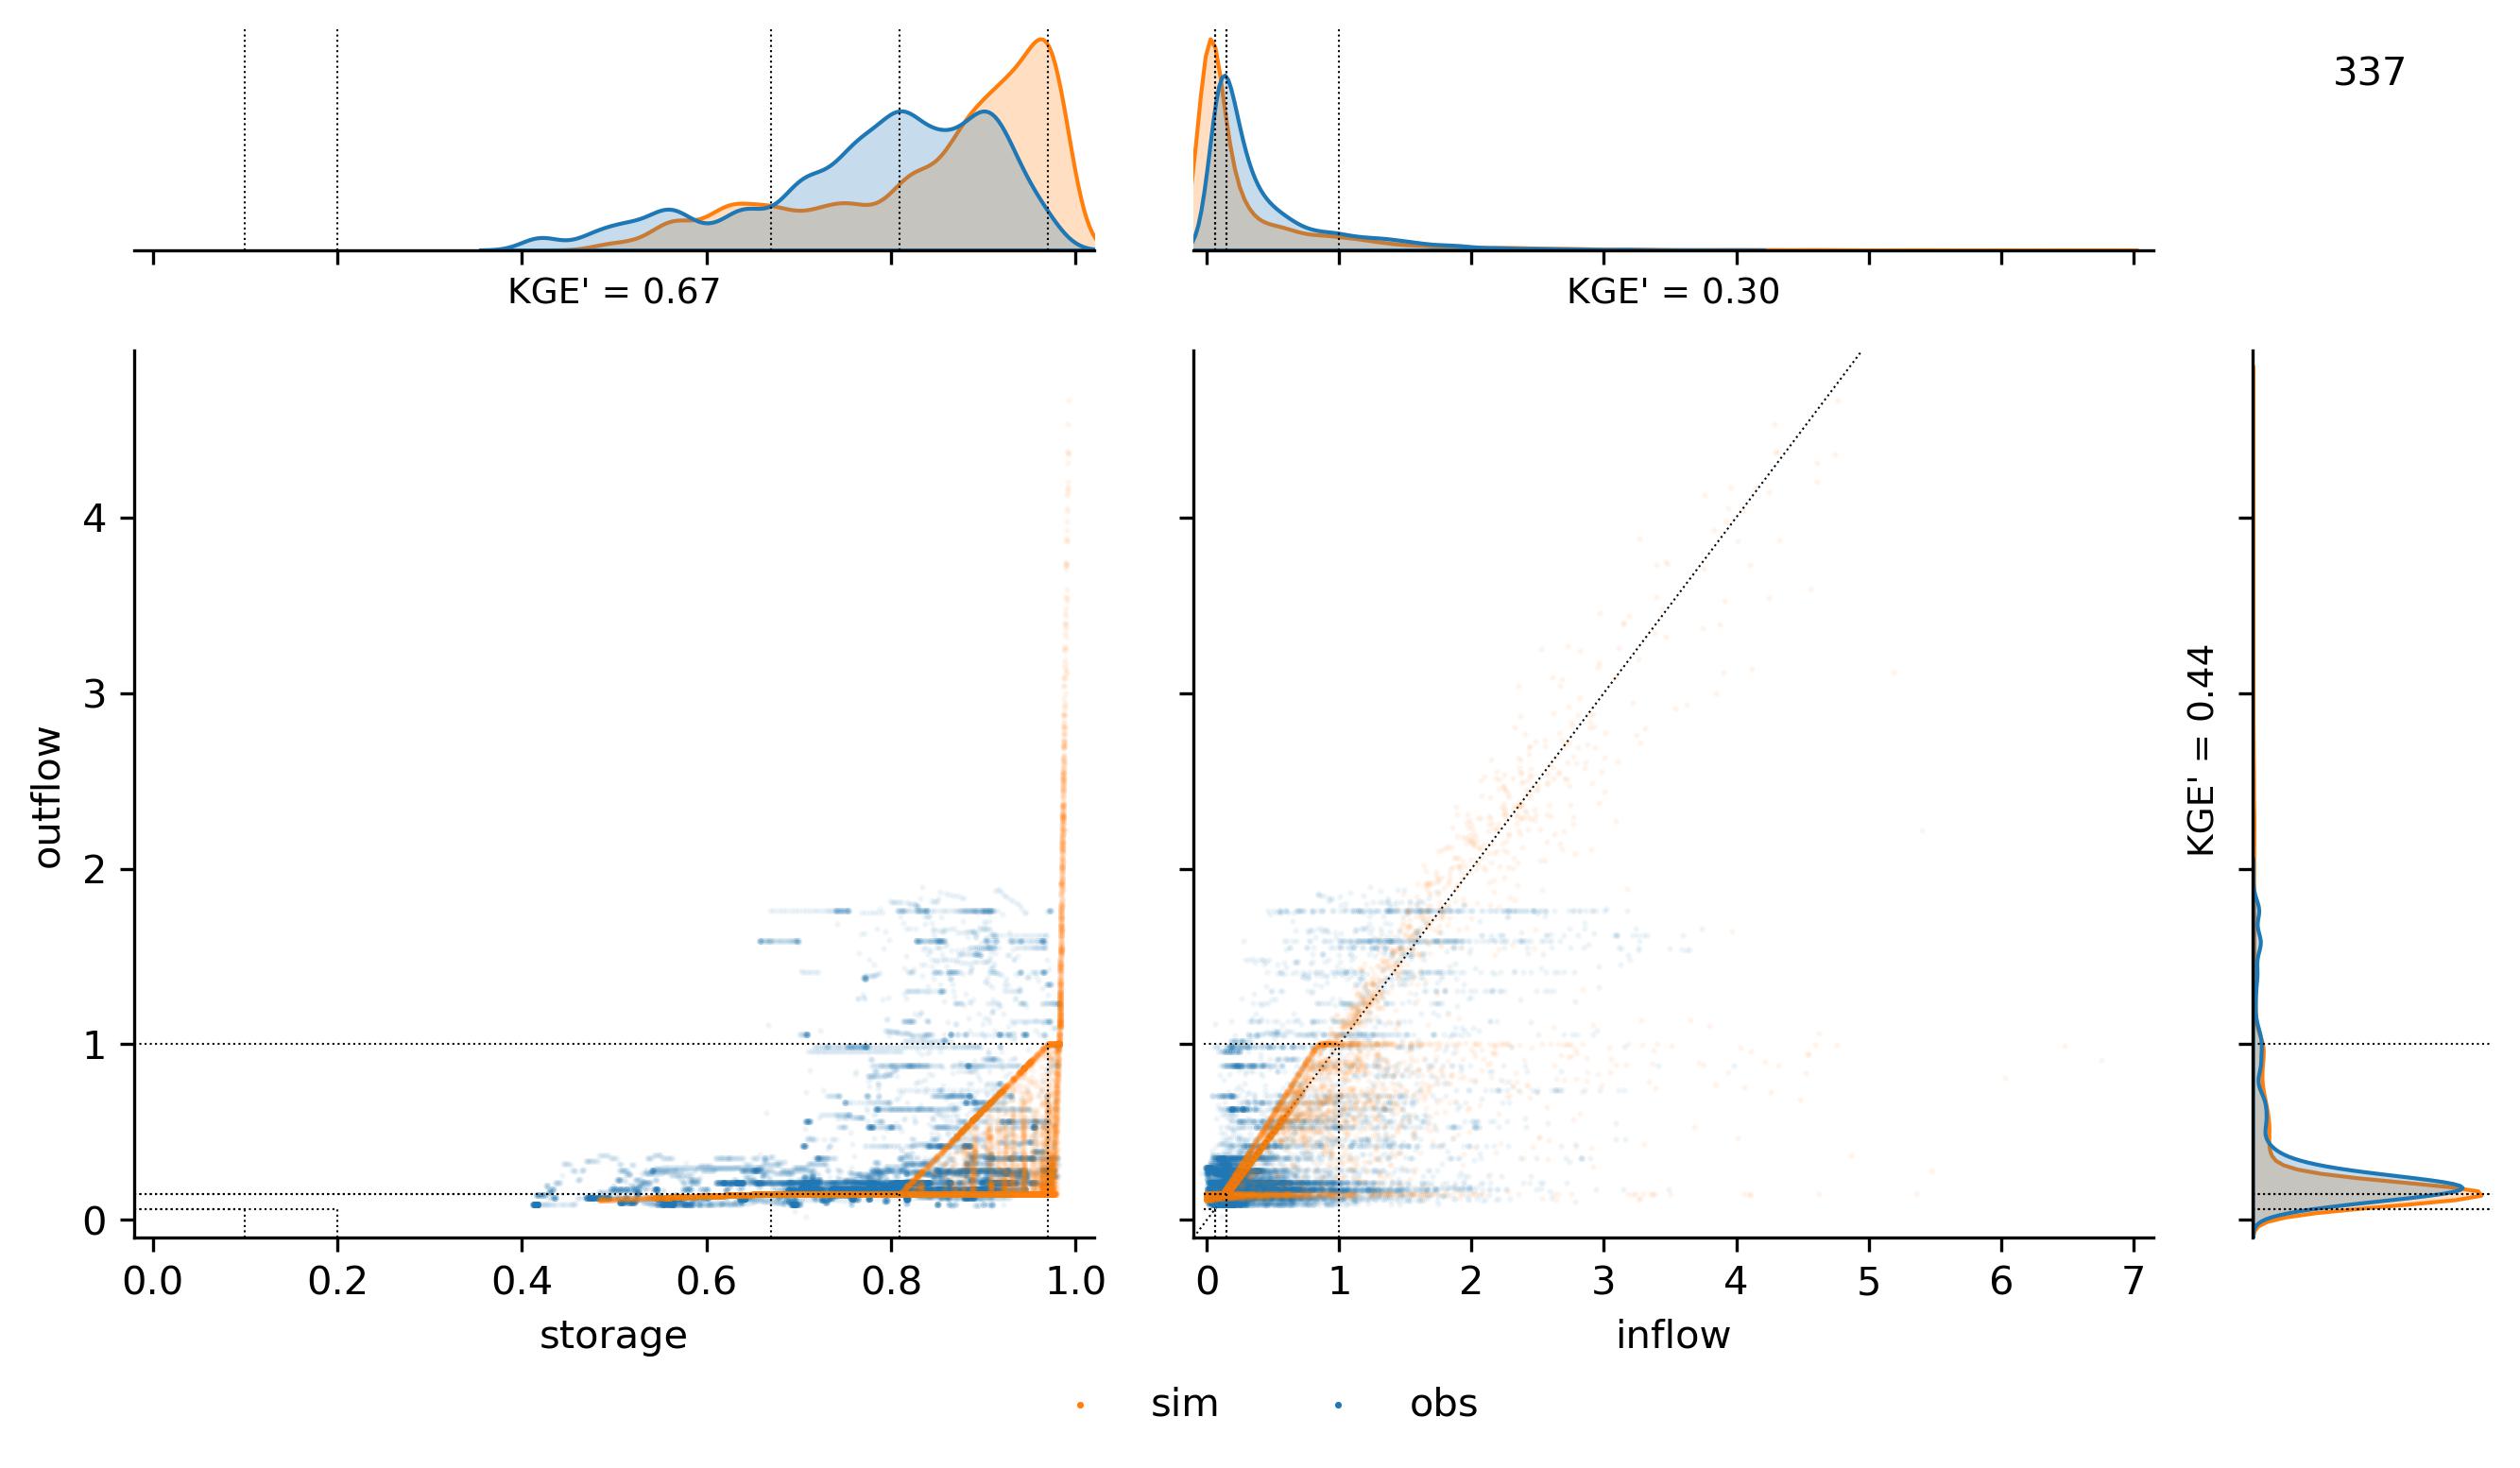 337
KGE' = 0.67
KGE' = 0.30
outflow
4
3
2
1
0
KGE' = 0.44
0.0 0.2 0.4 0.6 0.8 1.0
0 1 2 3 4 5 6 7
storage
inflow
sim obs